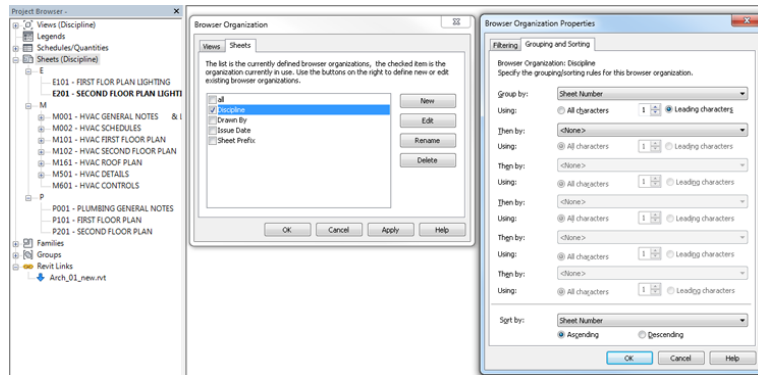 Project Browser -
Views (Discipline)
Legends
Schedules/Quantities
Sheets (Discipline)
E
E101 - FIRST FLOR PLAN LIGHTING
E201 - SECOND FLOOR PLAN LIGHTI
M
M001 - HVAC GENERAL NOTES & L
M002 - HVAC SCHEDULES
M101 - HVAC FIRST FLOOR PLAN
M102 - HVAC SECOND FLOOR PLAN
M161 - HVAC ROOF PLAN
M501 - HVAC DETAILS
M601 - HVAC CONTROLS
P
P001 - PLUMBING GENERAL NOTES
P101 - FIRST FLOOR PLAN
P201 - SECOND FLOOR PLAN
Families
Groups
Revit Links
Arch_01_new.rvt
Browser Organization
Views Sheets
The list is the currently defined browser organizations, the checked item is the
organization currently in use. Use the buttons on the right to define new or edit
existing browser organizations.
all
Discipline
Drawn By
Issue Date
Sheet Prefix
New
Edit
Rename
Delete
OK Cancel Apply Help
Browser Organization Properties
Filtering Grouping and Sorting
Browser Organization: Discipline
Specify the grouping/sorting rules for this browser organization.
Group by: Sheet Number
Using: All characters 1 Leading characters
Then by: <None>
Using: All characters 1 Leading characters
Then by: <None>
Using: All characters 1 Leading characters
Then by: <None>
Using: All characters 1 Leading characters
Then by: <None>
Using: All characters 1 Leading characters
Then by: <None>
Using: All characters 1 Leading characters
Sort by: Sheet Number
Ascending Descending
OK Cancel Help